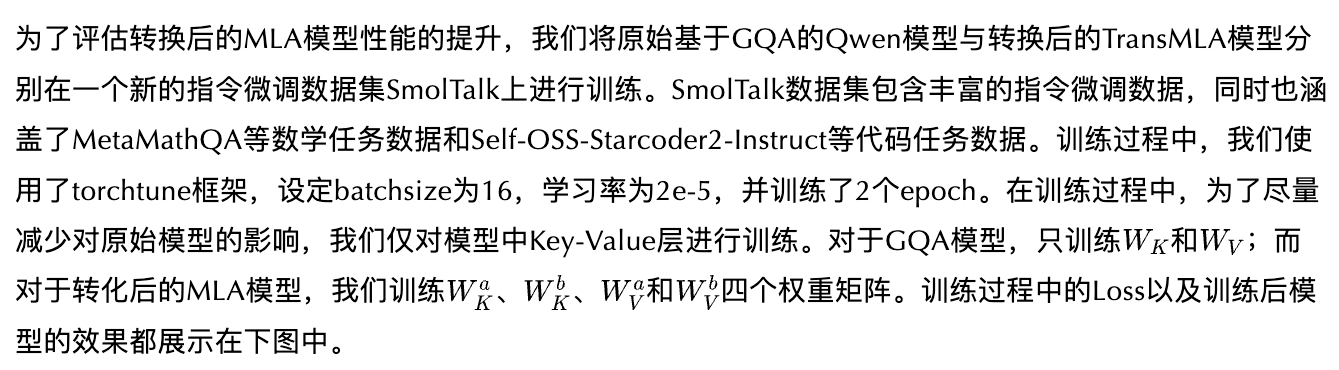 为了评估转换后的MLA模型性能的提升，我们将原始基于GQA的Qwen模型与转换后的TransMLA模型分
别在一个新的指令微调数据集SmolTalk上进行训练。SmolTalk数据集包含丰富的指令微调数据，同时也涵
盖了MetaMathQA等数学任务数据和Self-OSS-Starcoder2-Instruct等代码任务数据。训练过程中，我们使
用了torchtune框架，设定batchsize为16，学习率为2e-5，并训练了2个epoch。在训练过程中，为了尽量
减少对原始模型的影响，我们仅对模型中Key-Value层进行训练。对于GQA模型，只训练$W_K$和$W_V$；而
对于转化后的MLA模型，我们训练$W_K^a$、$W_K^b$、$W_V^a$和$W_V^b$四个权重矩阵。训练过程中的Loss以及训练后模
型的效果都展示在下图中。